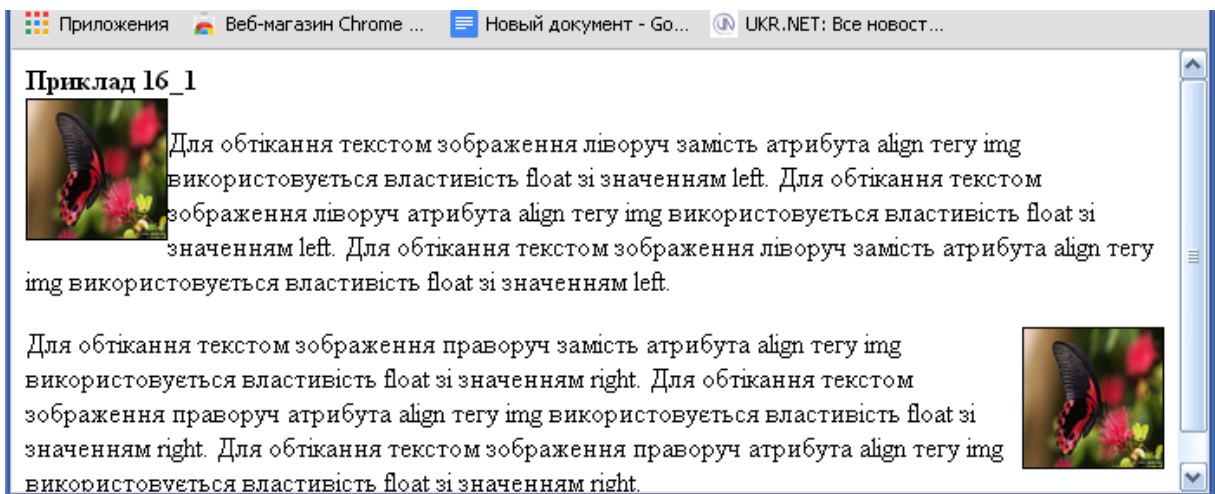 Приложения Веб-магазин Chrome ... Новый документ - Go... UKR.NET: Все новост...
Приклад 16_1
Для обтікання текстом зображення ліворуч замість атрибута align тегу img
використовується властивість float зі значенням left. Для обтікання текстом
зображення ліворуч атрибута align тегу img використовується властивість float зі
значенням left. Для обтікання текстом зображення ліворуч замість атрибута align тегу
img використовується властивість float зі значенням left.
Для обтікання текстом зображення праворуч замість атрибута align тегу img
використовується властивість float зі значенням right. Для обтікання текстом
зображення праворуч атрибута align тегу img використовується властивість float зі
значенням right. Для обтікання текстом зображення праворуч атрибута align тегу img
використовується властивість float зі значенням right.